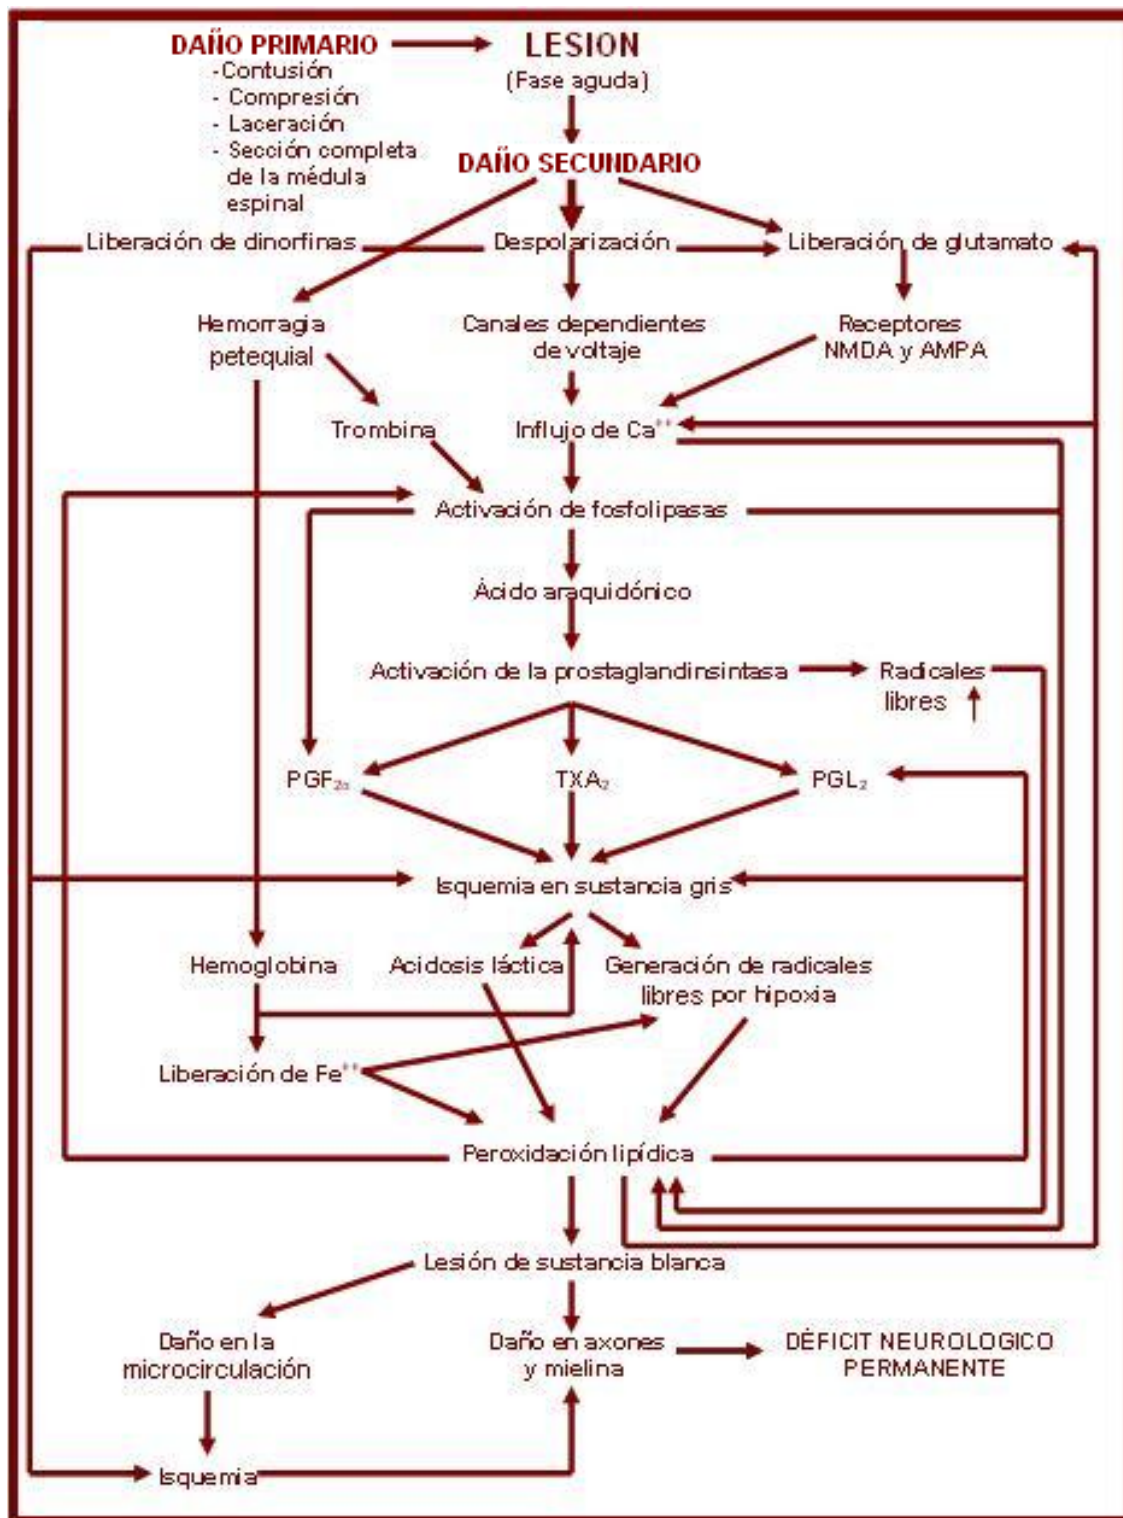 DAÑO PRIMARIO
LESION
(Fase aguda)
-Contusión
- Compresión
- Laceración
- Sección completa
de la médula
espinal
DAÑO SECUNDARIO
Liberación de dinorfinas
Despolarización
Liberación de glutamato
Hemorragia
petequial
Canales dependientes
de voltaje
Receptores
NMDA y AMPA
Trombina
Influjo de Ca⁺⁺
Activación de fosfolipasas
Ácido araquidónico
Activación de la prostaglandinsintasa
Radicales
libres ↑
PGF₂α
TXA₂
PGL₂
Isquemia en sustancia gris
Hemoglobina
Acidosis láctica
Generación de radicales
libres por hipoxia
Liberación de Fe⁺⁺
Peroxidación lipídica
Lesión de sustancia blanca
Daño en la
microcirculación
Daño en axones
y mielina
DÉFICIT NEUROLOGICO
PERMANENTE
Isquemia